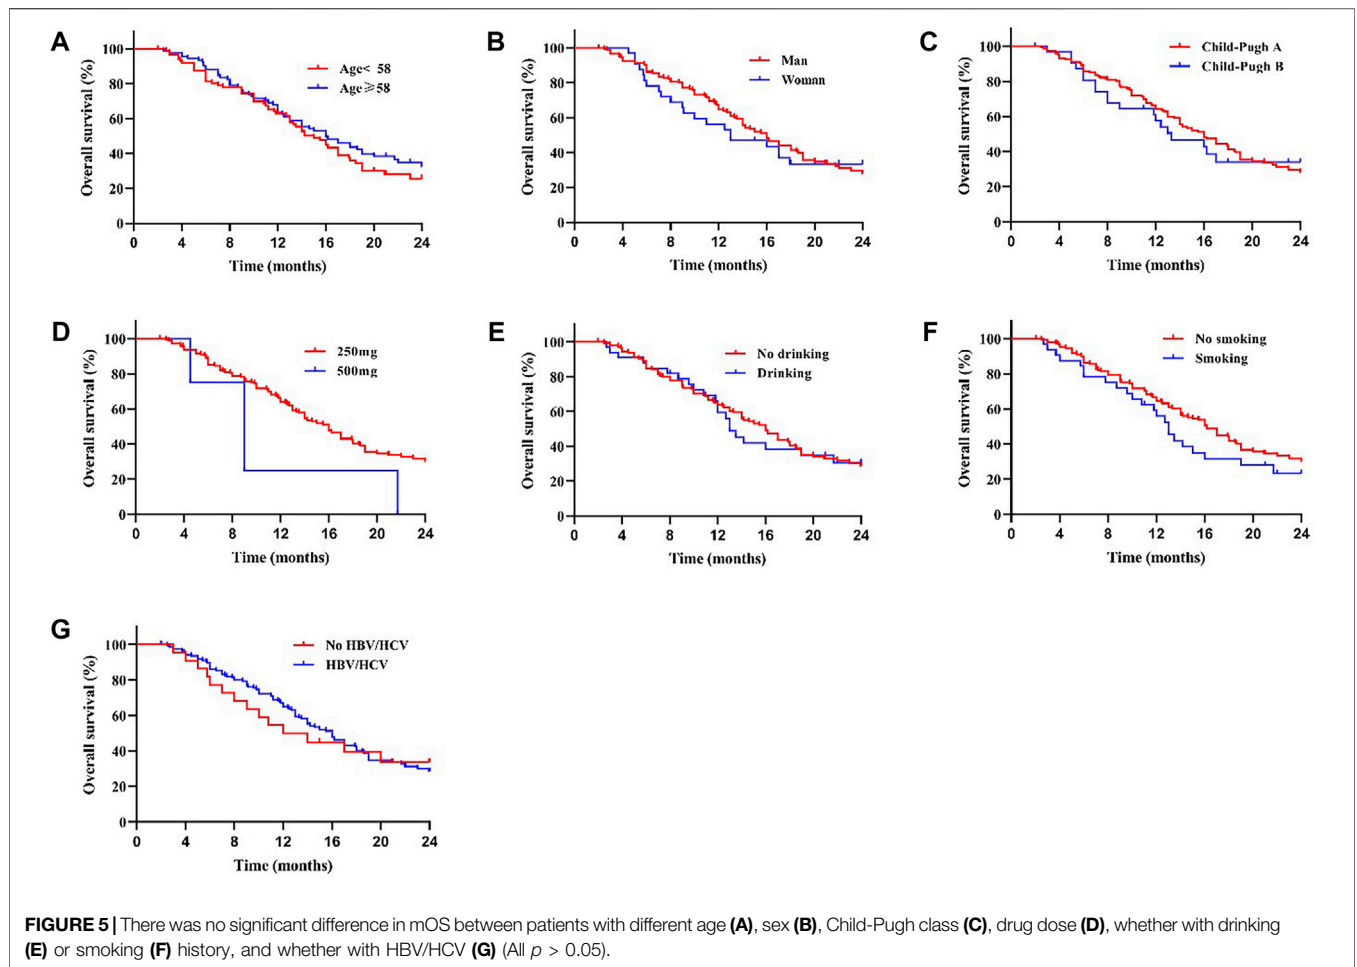 A
Overall survival (%)
100
80
60
40
20
0
Age< 58
Age≥58
0 4 8 12 16 20 24
Time (months)
B
Overall survival (%)
100
80
60
40
20
0
Man
Woman
0 4 8 12 16 20 24
Time (months)
C
Overall survival (%)
100
80
60
40
20
0
Child-Pugh A
Child-Pugh B
0 4 8 12 16 20 24
Time (months)
D
Overall survival (%)
100
80
60
40
20
0
250mg
500mg
0 4 8 12 16 20 24
Time (months)
E
Overall survival (%)
100
80
60
40
20
0
No drinking
Drinking
0 4 8 12 16 20 24
Time (months)
F
Overall survival (%)
100
80
60
40
20
0
No smoking
Smoking
0 4 8 12 16 20 24
Time (months)
G
Overall survival (%)
100
80
60
40
20
0
No HBV/HCV
HBV/HCV
0 4 8 12 16 20 24
Time (months)
FIGURE 5 | There was no significant difference in mOS between patients with different age (A), sex (B), Child-Pugh class (C), drug dose (D), whether with drinking
(E) or smoking (F) history, and whether with HBV/HCV (G) (All p > 0.05).